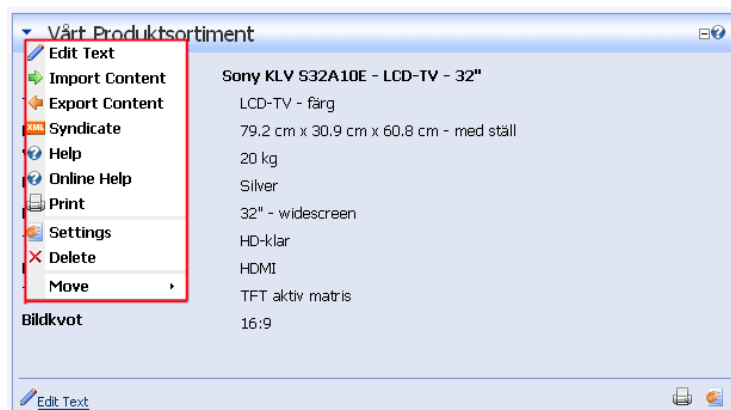 Vårt Produktsortiment
Edit Text
Import Content
Export Content
XML Syndicate
Help
Online Help
Print
Settings
Delete
Move
Sony KLV S32A10E - LCD-TV - 32"
LCD-TV - färg
79.2 cm x 30.9 cm x 60.8 cm - med ställ
20 kg
Silver
32" - widescreen
HD-klar
HDMI
TFT aktiv matris
Bildkvot 16:9
Edit Text